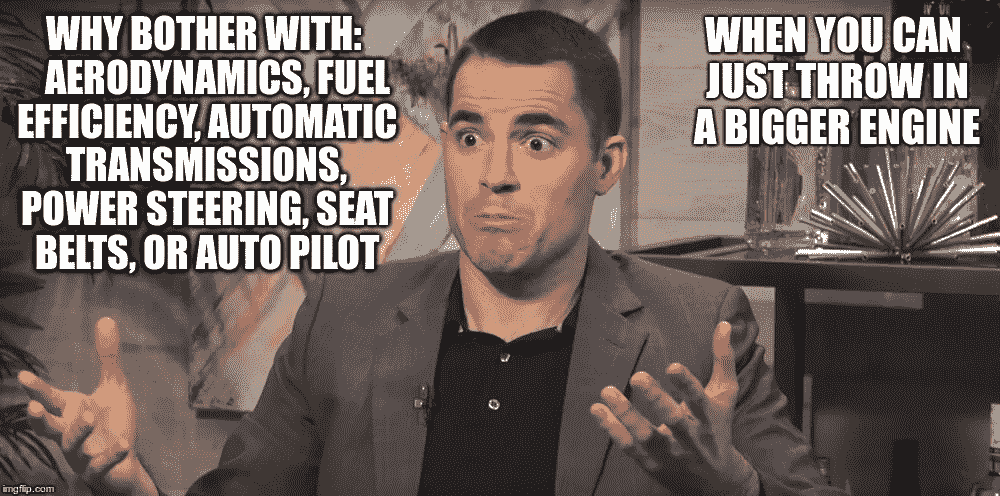 WHY BOTHER WITH:
AERODYNAMICS, FUEL
EFFICIENCY, AUTOMATIC
TRANSMISSIONS,
POWER STEERING, SEAT
BELTS, OR AUTO PILOT
WHEN YOU CAN
JUST THROW IN
A BIGGER ENGINE
imgflip.com